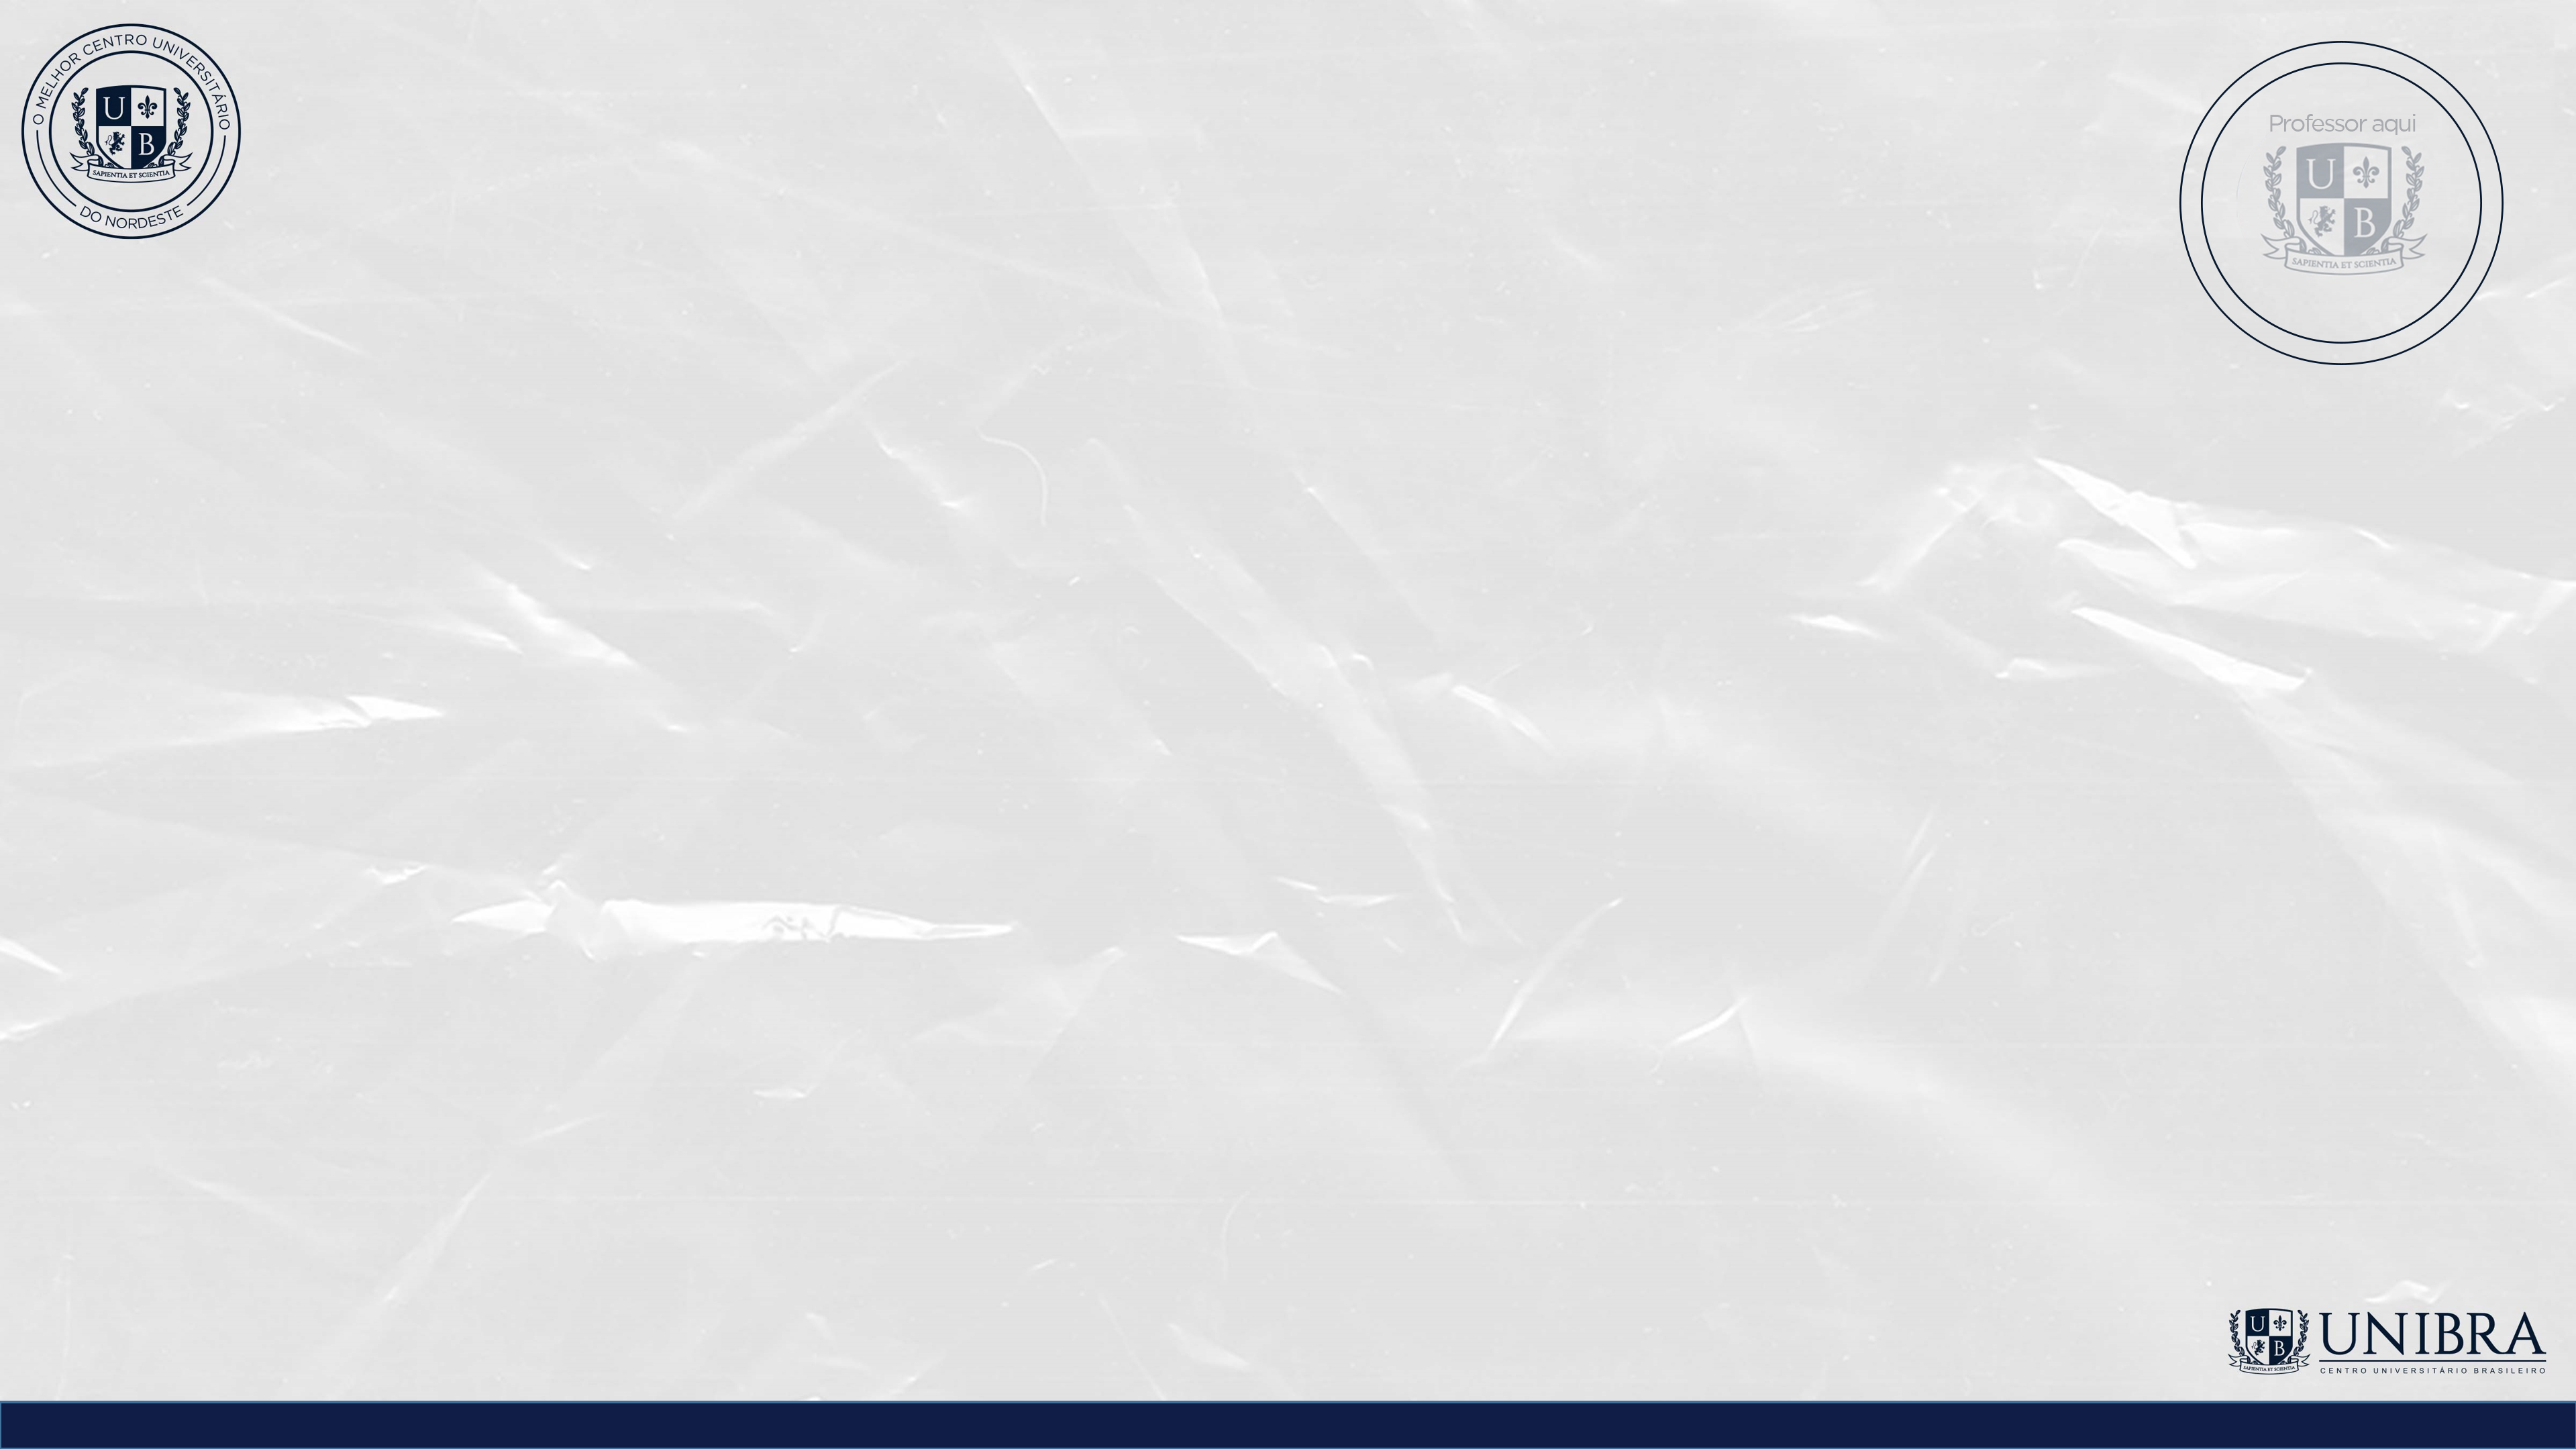 O MELHOR CENTRO UNIVERSITÁRIO
U
B
SAPIENTIA ET SCIENTIA
DO NORDESTE
Professor aqui
U
B
SAPIENTIA ET SCIENTIA
U
B
SAPIENTIA ET SCIENTIA
UNIBRA
CENTRO UNIVERSITÁRIO BRASILEIRO